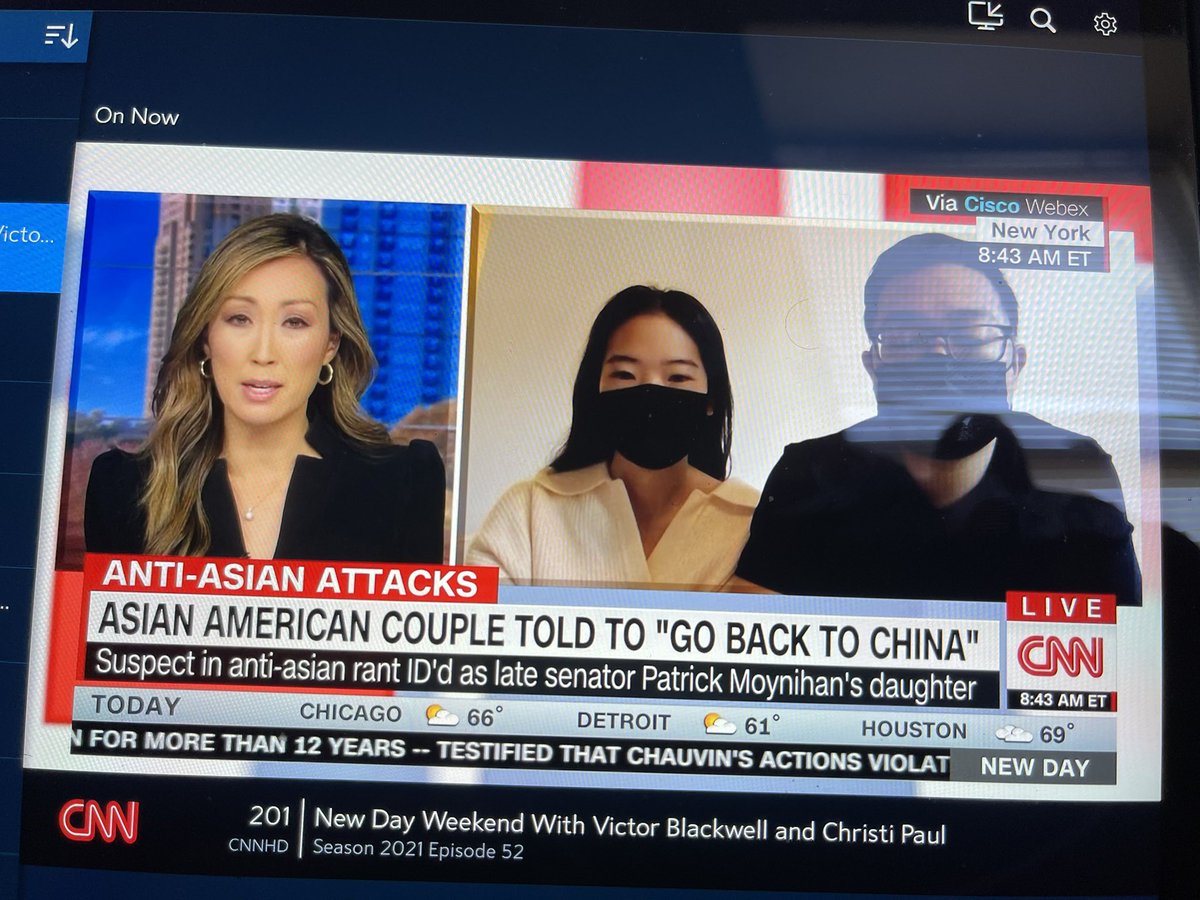 On Now
Victo...
Via Cisco Webex
New York
8:43 AM ET
ANTI-ASIAN ATTACKS
ASIAN AMERICAN COUPLE TOLD TO "GO BACK TO CHINA"
Suspect in anti-asian rant ID'd as late senator Patrick Moynihan's daughter
LIVE
CNN
8:43 AM ET
TODAY CHICAGO 66° DETROIT 61° HOUSTON 69°
N FOR MORE THAN 12 YEARS -- TESTIFIED THAT CHAUVIN'S ACTIONS VIOLAT
NEW DAY
CNN
201
CNNHD
New Day Weekend With Victor Blackwell and Christi Paul
Season 2021 Episode 52